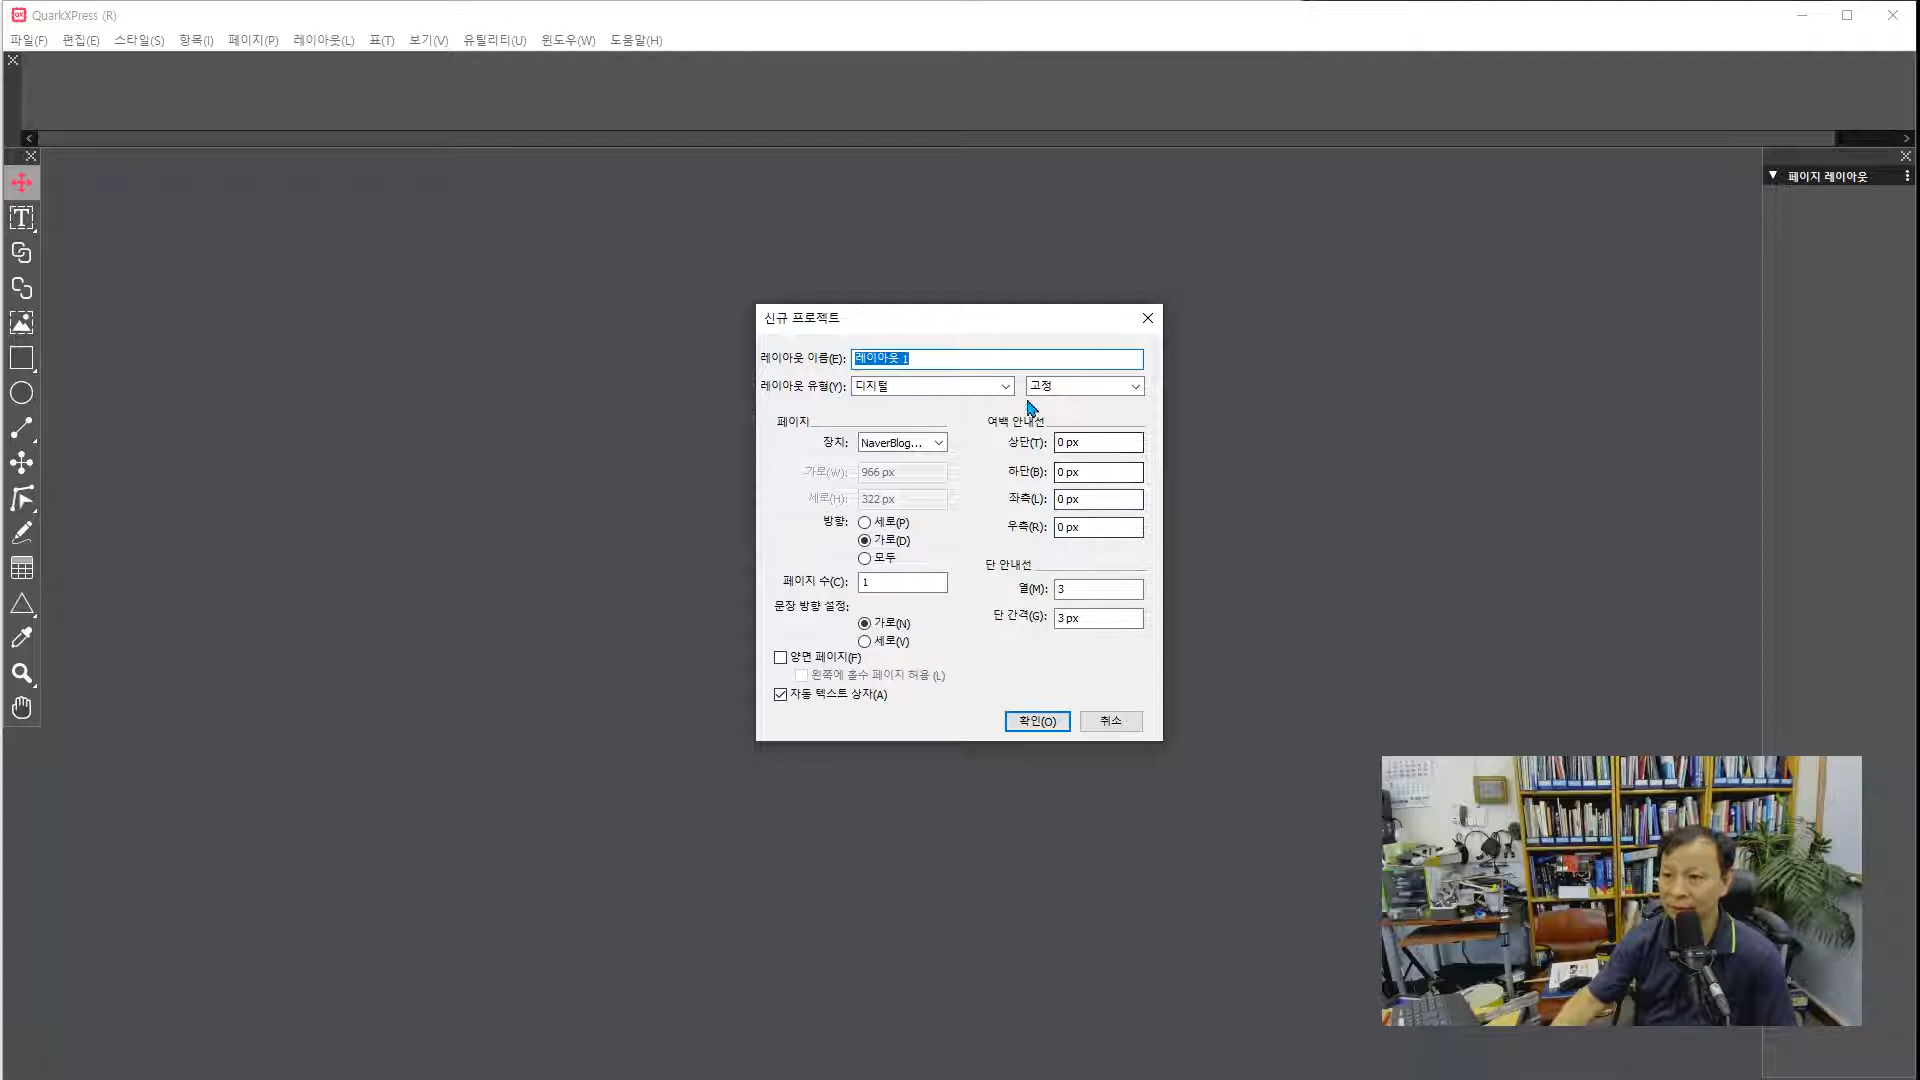 QuarkXPress (R)
파일(F) 편집(E) 스타일(S) 항목(I) 페이지(P) 레이아웃(L) 표(T) 보기(V) 유틸리티(U) 윈도우(W) 도움말(H)
페이지 레이아웃
신규 프로젝트
레이아웃 이름(E): 레이아웃 1
레이아웃 유형(Y): 디지털 고정
페이지 여백 안내선
장치: NaverBlog... 상단(T): 0 px
가로(W): 966 px 하단(B): 0 px
세로(H): 322 px 좌측(L): 0 px
방향: 세로(P) 우측(R): 0 px
가로(D)
모두 단 안내선
페이지 수(C): 1 열(M): 3
문장 방향 설정: 단 간격(G): 3 px
가로(N)
세로(V)
양면 페이지(F)
왼쪽에 홀수 페이지 허용 (L)
자동 텍스트 상자(A)
확인(O) 취소